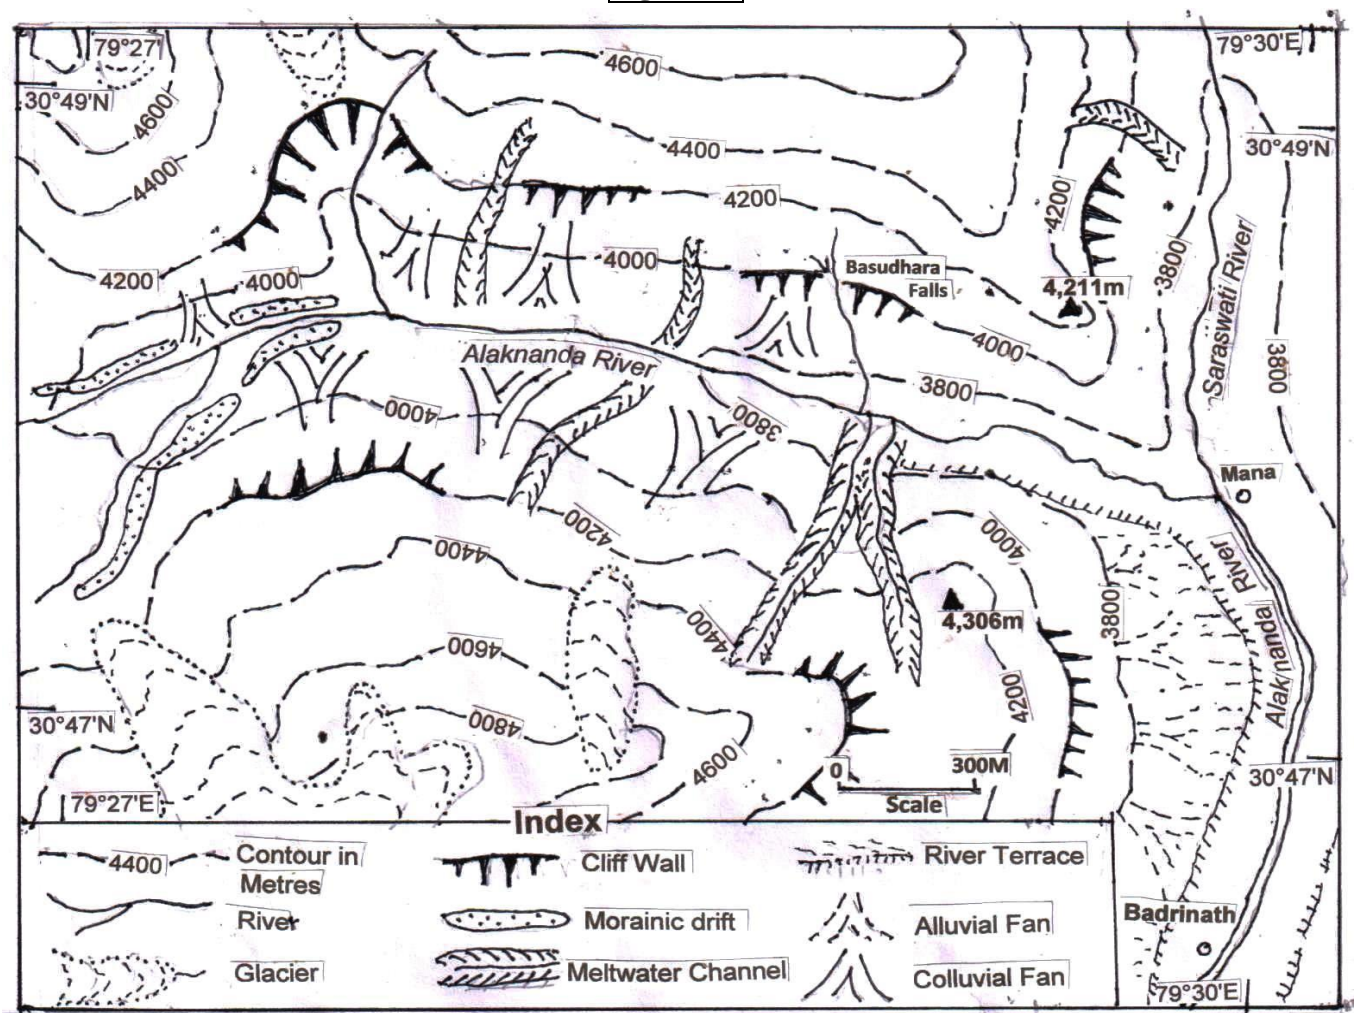 79°27'
79°30'E
4600
30°49'N
4600
4400
30°49'N
4400
4200
4200
3800
4200
4000
4000
Basudhara
Falls
4,211m
Saraswati River
4000
Alaknanda River
3800
3800
4000
3800
Mana
4200
4000
4400
Alaknanda River
3800
4,306m
4400
4600
4200
30°47'N
4800
4600
0
300M
Scale
30°47'N
79°27'E
Index
4400
Contour in
Metres
River
Glacier
Cliff Wall
Morainic drift
Meltwater Channel
River Terrace
Alluvial Fan
Colluvial Fan
Badrinath
79°30'E